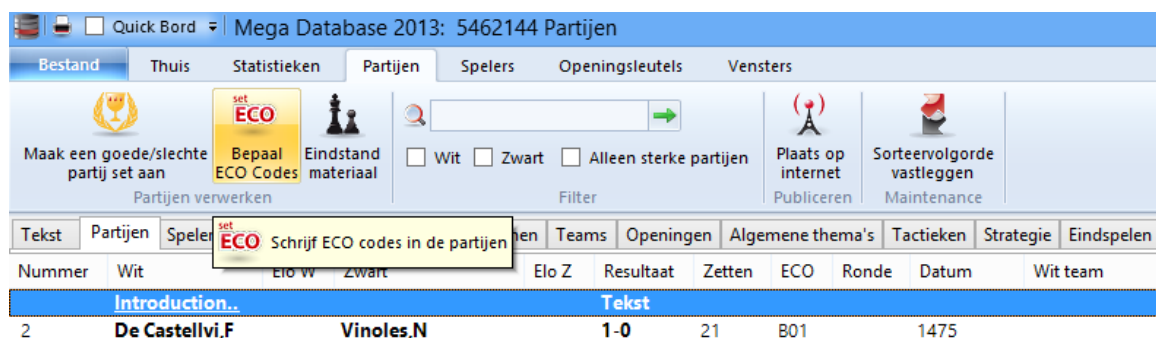 Quick Bord Mega Database 2013: 5462144 Partijen
Bestand Thuis Statistieken Partijen Spelers Openingsleutels Vensters
set
ECO
Maak een goede/slechte partij set aan
Bepaal ECO Codes
Eindstand materiaal
Partijen verwerken
Wit Zwart Alleen sterke partijen
Filter
Plaats op internet
Publiceren
Sorteervolgorde vastleggen
Maintenance
Tekst Partijen Teams Openingen Algemene thema's Tactieken Strategie Eindspelen
set
ECO Schrijf ECO codes in de partijen
Nummer Wit Elo W Zwart Elo Z Resultaat Zetten ECO Ronde Datum Wit team
Introduction.. Tekst
2 De Castellvi,F Vinoles,N 1-0 21 B01 1475